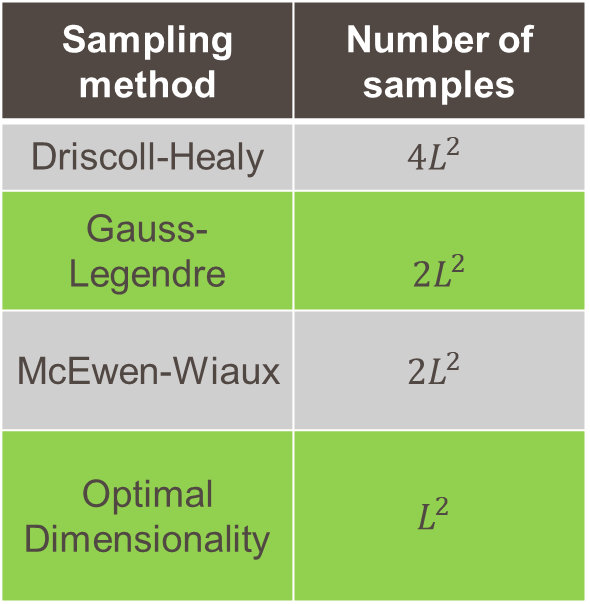 Sampling method
Number of samples
Driscoll-Healy
4L²
Gauss-
Legendre
2L²
McEwen-Wiaux
2L²
Optimal
Dimensionality
L²